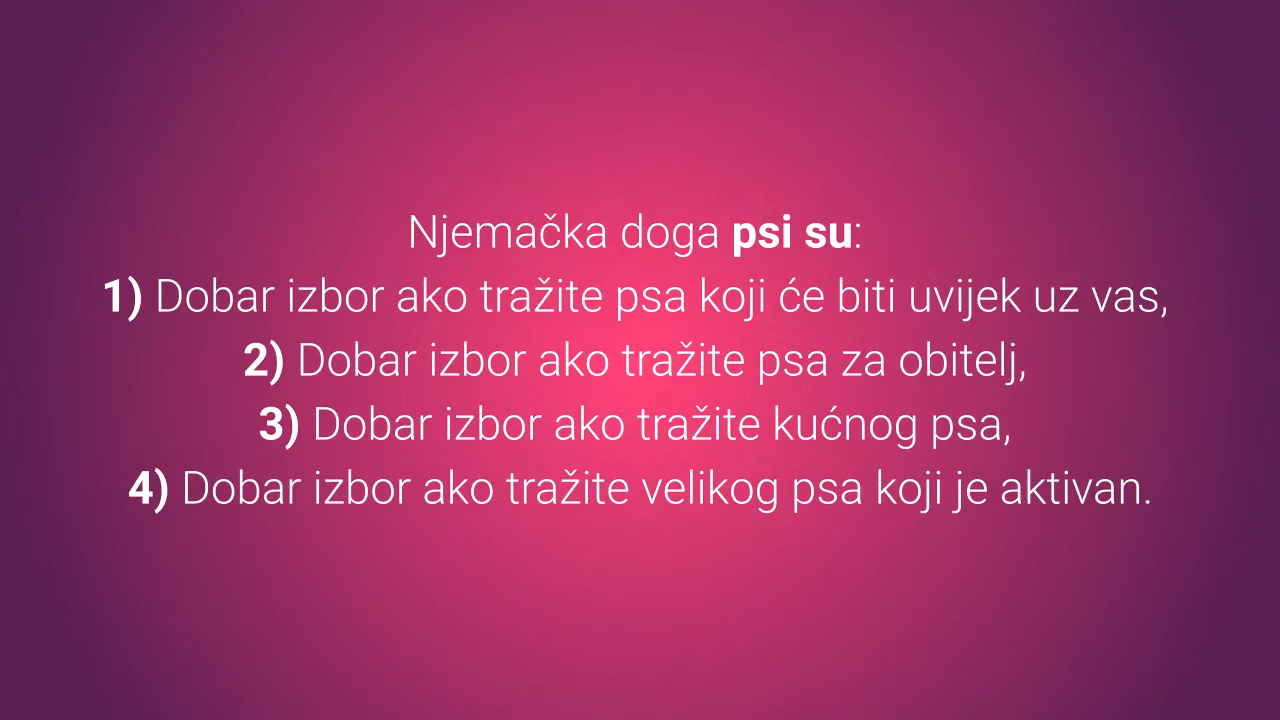 Njemačka doga psi su:
1) Dobar izbor ako tražite psa koji će biti uvijek uz vas,
2) Dobar izbor ako tražite psa za obitelj,
3) Dobar izbor ako tražite kućnog psa,
4) Dobar izbor ako tražite velikog psa koji je aktivan.